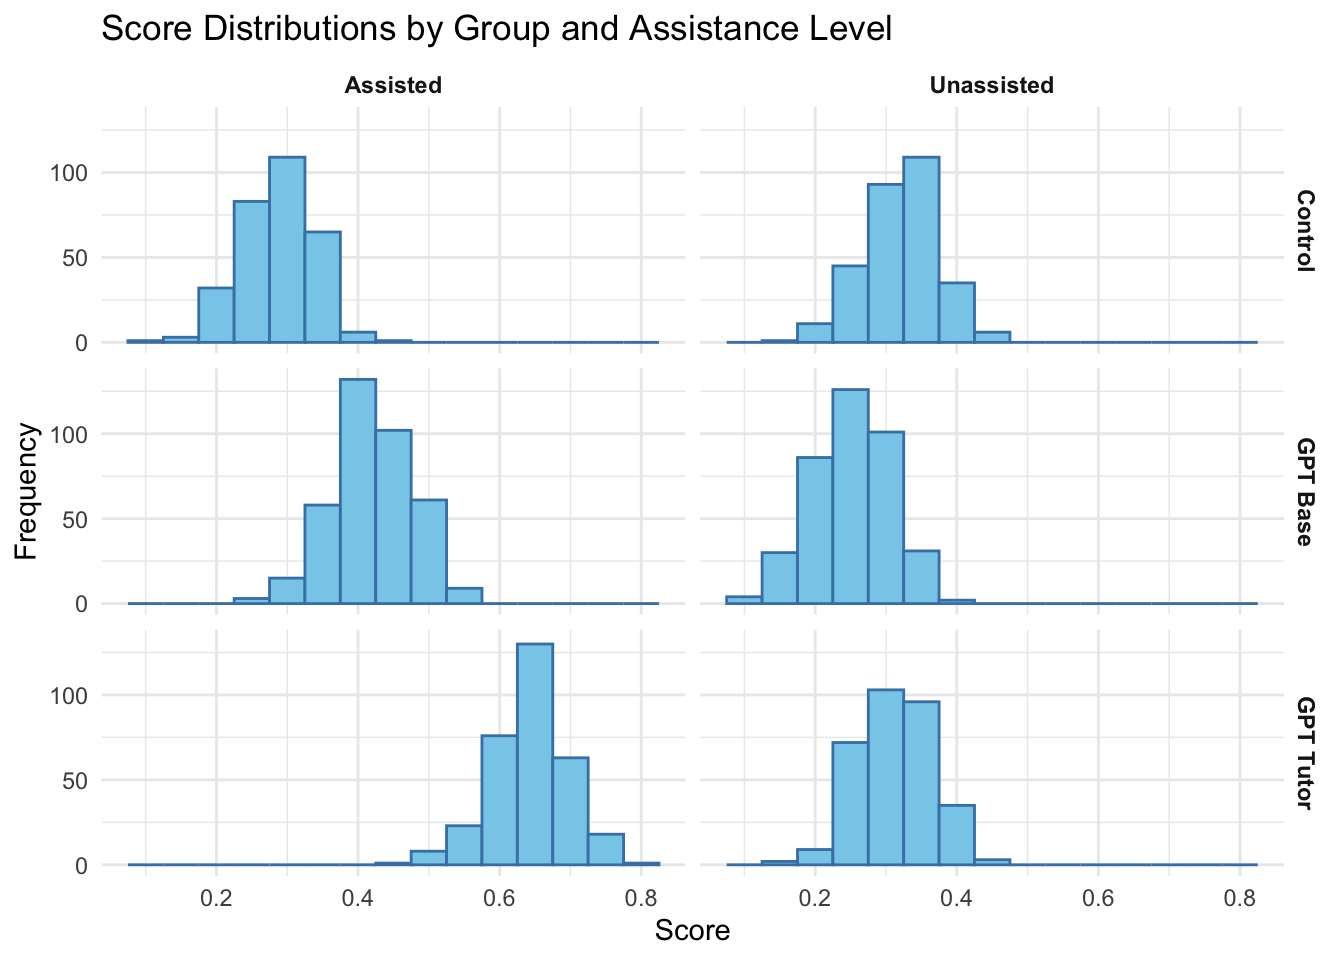 Score Distributions by Group and Assistance Level
Assisted
Unassisted
100
50
0
Control
100
50
0
GPT Base
100
50
0
GPT Tutor
Frequency
0.2 0.4 0.6 0.8
0.2 0.4 0.6 0.8
Score